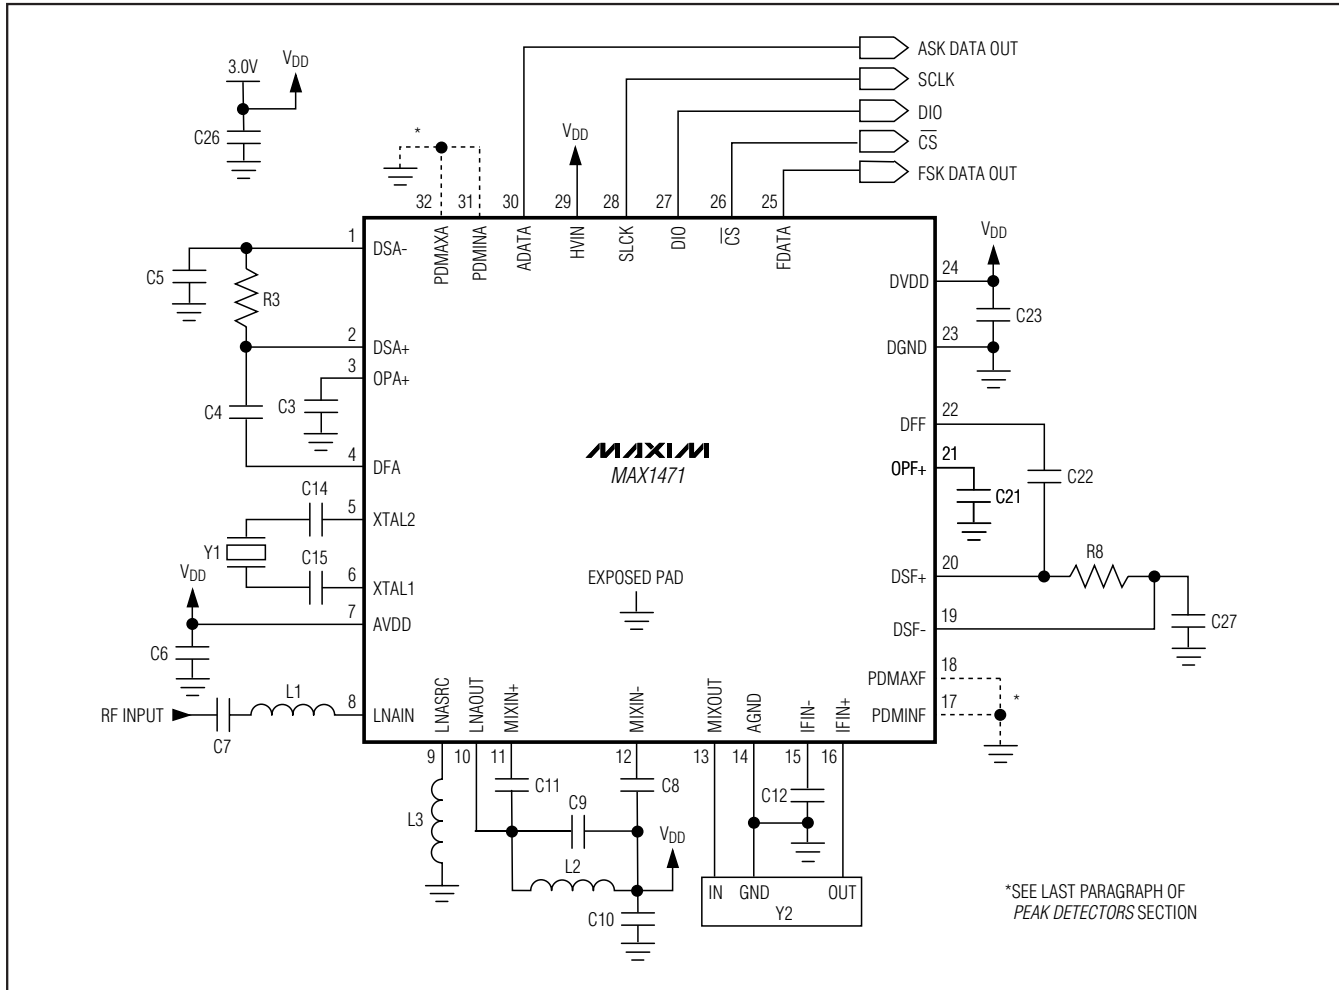 ASK DATA OUT
SCLK
DIO
CS
FSK DATA OUT
3.0V
VDD
C26
*
VDD
32
31
30
29
28
27
26
25
PDMAXA
PDMINA
ADATA
HVIN
SLCK
DIO
CS
FDATA
1
DSA-
C5
R3
2
DSA+
3
OPA+
C3
C4
4
DFA
C14
5
XTAL2
Y1
C15
6
XTAL1
VDD
7
AVDD
C6
L1
8
LNAIN
RF INPUT
C7
MAXIM
MAX1471
EXPOSED PAD
VDD
24
DVDD
C23
23
DGND
22
DFF
21
OPF+
C22
C21
R8
20
DSF+
19
DSF-
C27
18
PDMAXF
17
PDMINF
*
LNASRC
LNAOUT
MIXIN+
MIXIN-
MIXOUT
AGND
IFIN-
IFIN+
9
10
11
12
13
14
15
16
C11
C8
C12
C9
L3
VDD
L2
C10
IN
GND
OUT
Y2
*SEE LAST PARAGRAPH OF
PEAK DETECTORS SECTION